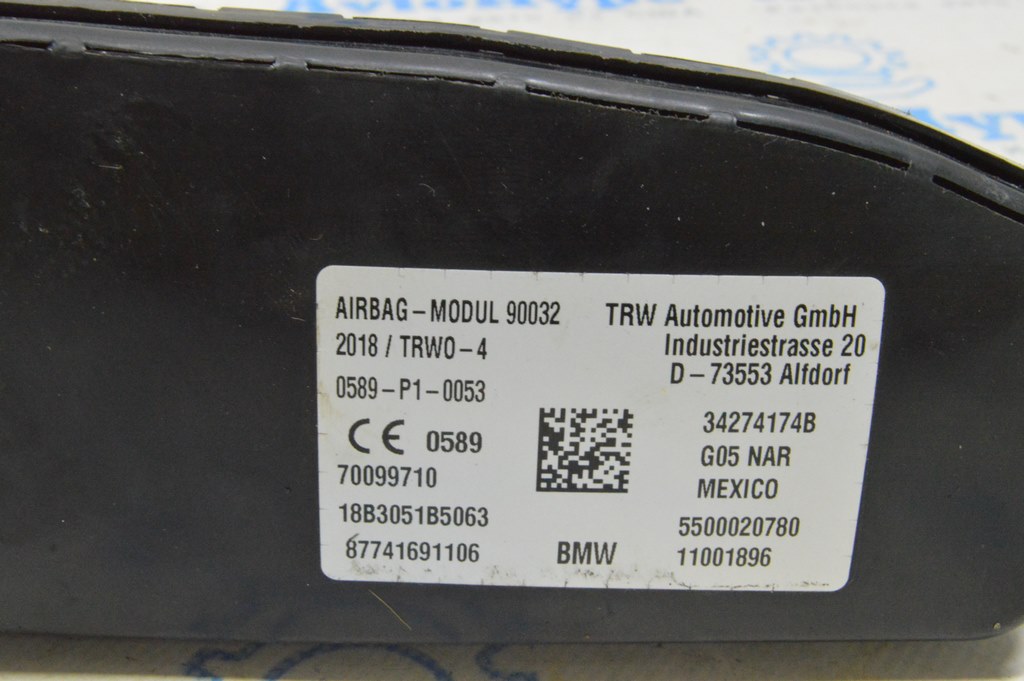 AIRBAG-MODUL 90032
2018 / TRWO-4
0589-P1-0053
CE 0589
70099710
18B3051B5063
87741691106
TRW Automotive GmbH
Industriestrasse 20
D-73553 Alfdorf
34274174B
G05 NAR
MEXICO
5500020780
BMW 11001896